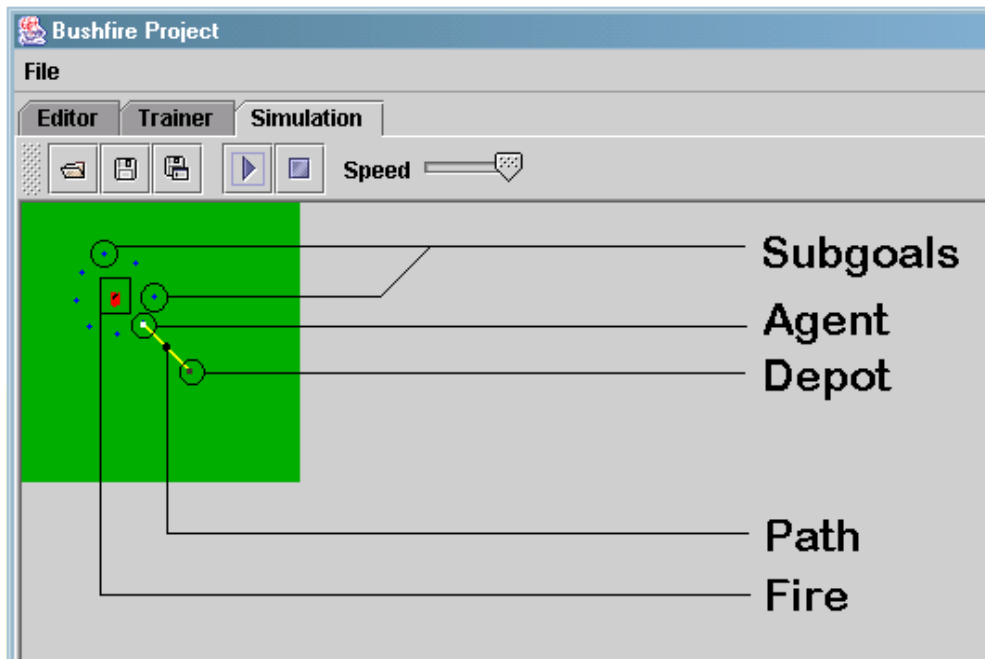 Bushfire Project
File
Editor Trainer Simulation
Speed
Subgoals
Agent
Depot
Path
Fire